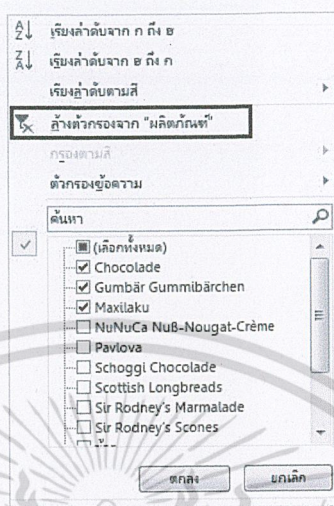 เรียงลำดับจาก ก ถึง ฮ
เรียงลำดับจาก ฮ ถึง ก
เรียงลำดับตามสี
ล้างตัวกรองจาก "ผลิตภัณฑ์"
กรองตามสี
ตัวกรองข้อความ
ค้นหา
(เลือกทั้งหมด)
Chocolade
Gumbär Gummibärchen
Maxilaku
NuNuCa Nuß-Nougat-Crème
Pavolova
Schoggi Chocolade
Scottish Longbreads
Sir Rodney's Marmalade
Sir Rodney's Scones
ตกลง ยกเลิก